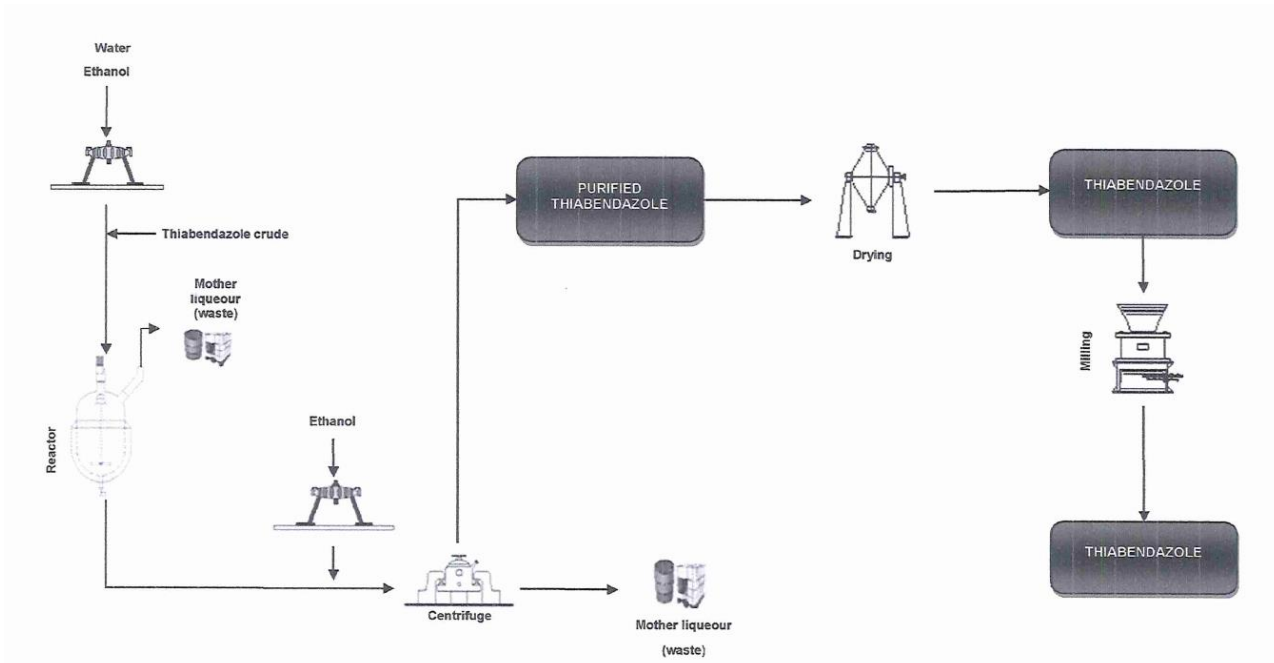 Water
Ethanol
Thiabendazole crude
Mother
liqueour
(waste)
Reactor
Ethanol
Centrifuge
Mother liqueour
(waste)
PURIFIED
THIABENDAZOLE
Drying
THIABENDAZOLE
Milling
THIABENDAZOLE